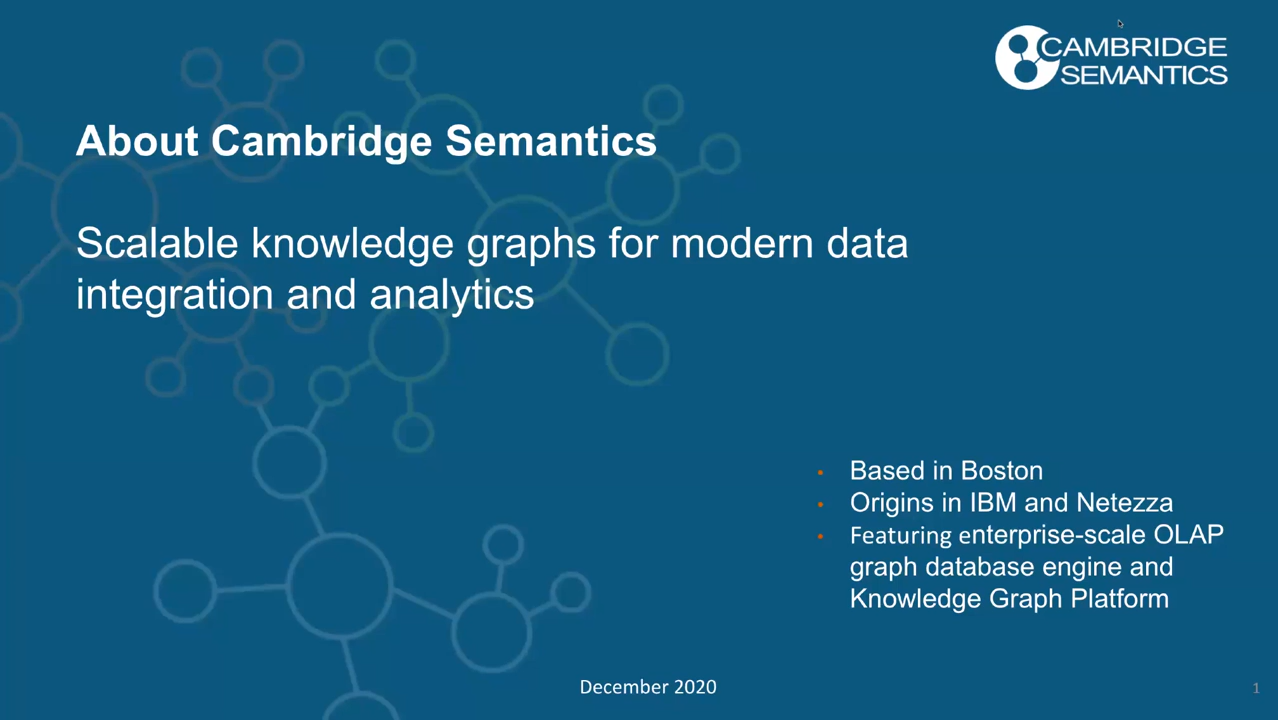 CAMBRIDGE
SEMANTICS
About Cambridge Semantics
Scalable knowledge graphs for modern data
integration and analytics
• Based in Boston
• Origins in IBM and Netezza
• Featuring enterprise-scale OLAP
graph database engine and
Knowledge Graph Platform
December 2020
1